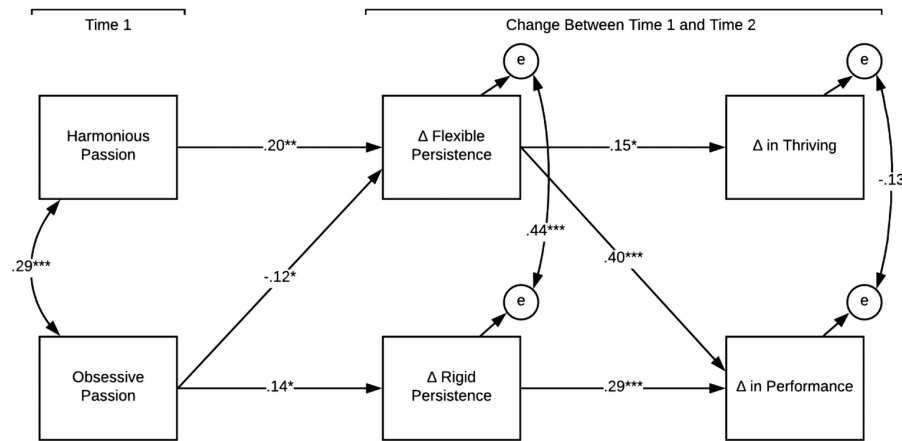 Time 1
Change Between Time 1 and Time 2
e
e
Harmonious
Passion
.20**
Δ Flexible
Persistence
.15*
Δ in Thriving
-.13
.29***
.44***
.40***
-.12*
e
e
Obsessive
Passion
.14*
Δ Rigid
Persistence
.29***
Δ in Performance